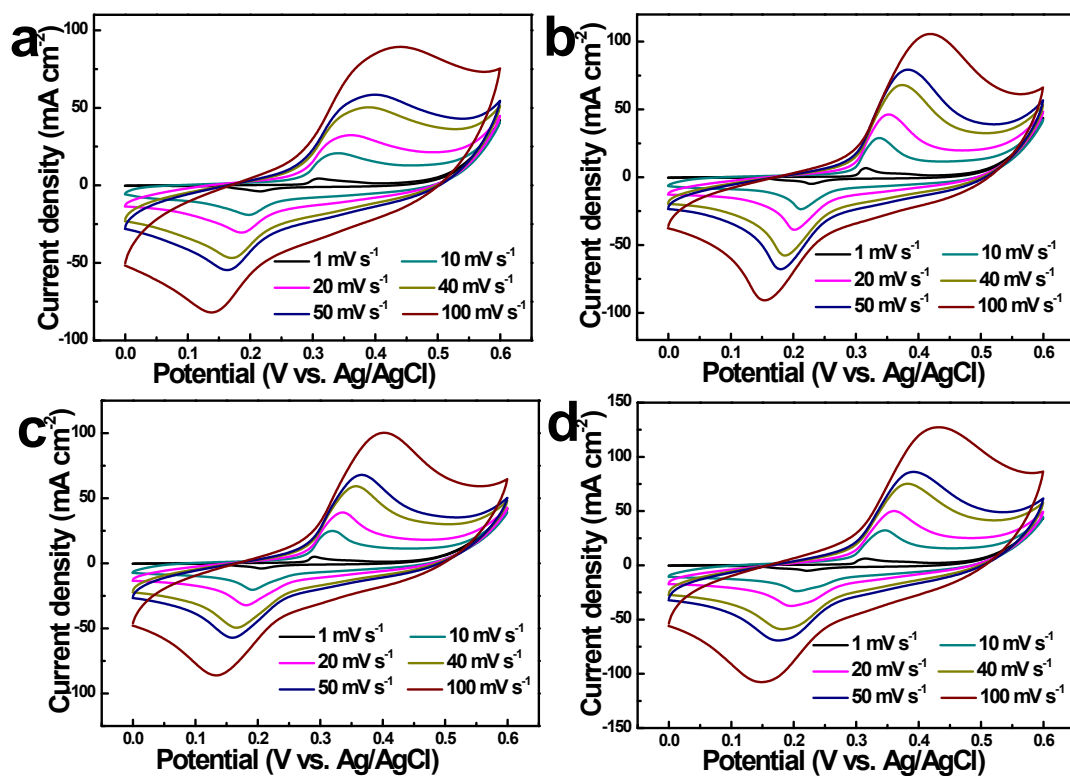 a
Current density (mA cm⁻²)
100
50
0
-50
-100
1 mV s⁻¹ 10 mV s⁻¹
20 mV s⁻¹ 40 mV s⁻¹
50 mV s⁻¹ 100 mV s⁻¹
0.0 0.1 0.2 0.3 0.4 0.5 0.6
Potential (V vs. Ag/AgCl)
b
Current density (mA cm⁻²)
100
50
0
-50
-100
1 mV s⁻¹ 10 mV s⁻¹
20 mV s⁻¹ 40 mV s⁻¹
50 mV s⁻¹ 100 mV s⁻¹
0.0 0.1 0.2 0.3 0.4 0.5 0.6
Potential (V vs. Ag/AgCl)
c
Current density (mA cm⁻²)
100
50
0
-50
-100
1 mV s⁻¹ 10 mV s⁻¹
20 mV s⁻¹ 40 mV s⁻¹
50 mV s⁻¹ 100 mV s⁻¹
0.0 0.1 0.2 0.3 0.4 0.5 0.6
Potential (V vs. Ag/AgCl)
d
Current density (mA cm⁻²)
150
100
50
0
-50
-100
-150
1 mV s⁻¹ 10 mV s⁻¹
20 mV s⁻¹ 40 mV s⁻¹
50 mV s⁻¹ 100 mV s⁻¹
0.0 0.1 0.2 0.3 0.4 0.5 0.6
Potential (V vs. Ag/AgCl)